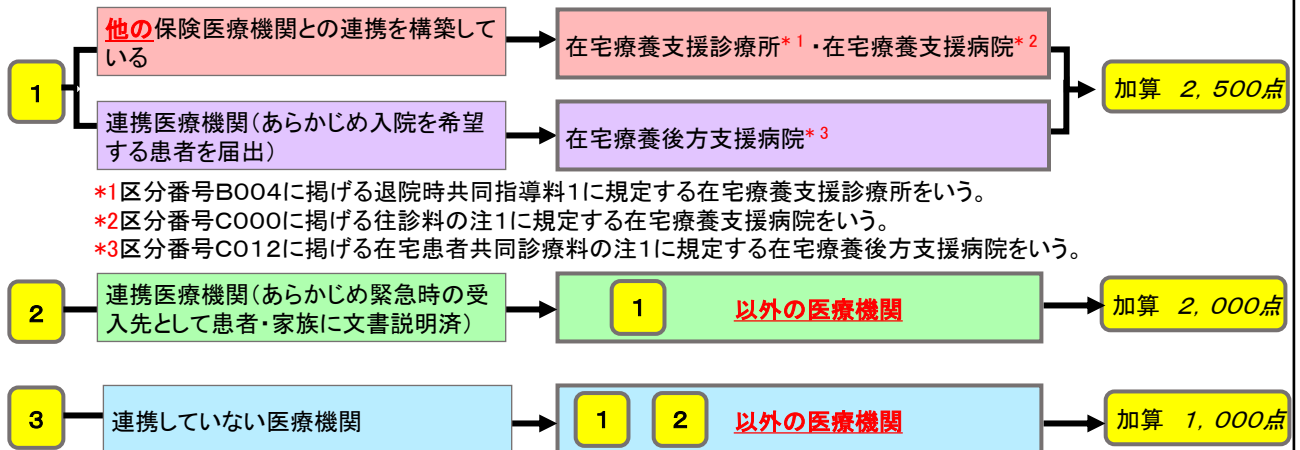 1
他の保険医療機関との連携を構築して
いる
在宅療養支援診療所*1・在宅療養支援病院*2
連携医療機関(あらかじめ入院を希望
する患者を届出)
在宅療養後方支援病院*3
加算 2,500点
*1区分番号B004に掲げる退院時共同指導料1に規定する在宅療養支援診療所をいう。
*2区分番号C000に掲げる往診料の注1に規定する在宅療養支援病院をいう。
*3区分番号C012に掲げる在宅患者共同診療料の注1に規定する在宅療養後方支援病院をいう。
2
連携医療機関(あらかじめ緊急時の受
入先として患者・家族に文書説明済)
1 以外の医療機関
加算 2,000点
3
連携していない医療機関
1 2 以外の医療機関
加算 1,000点